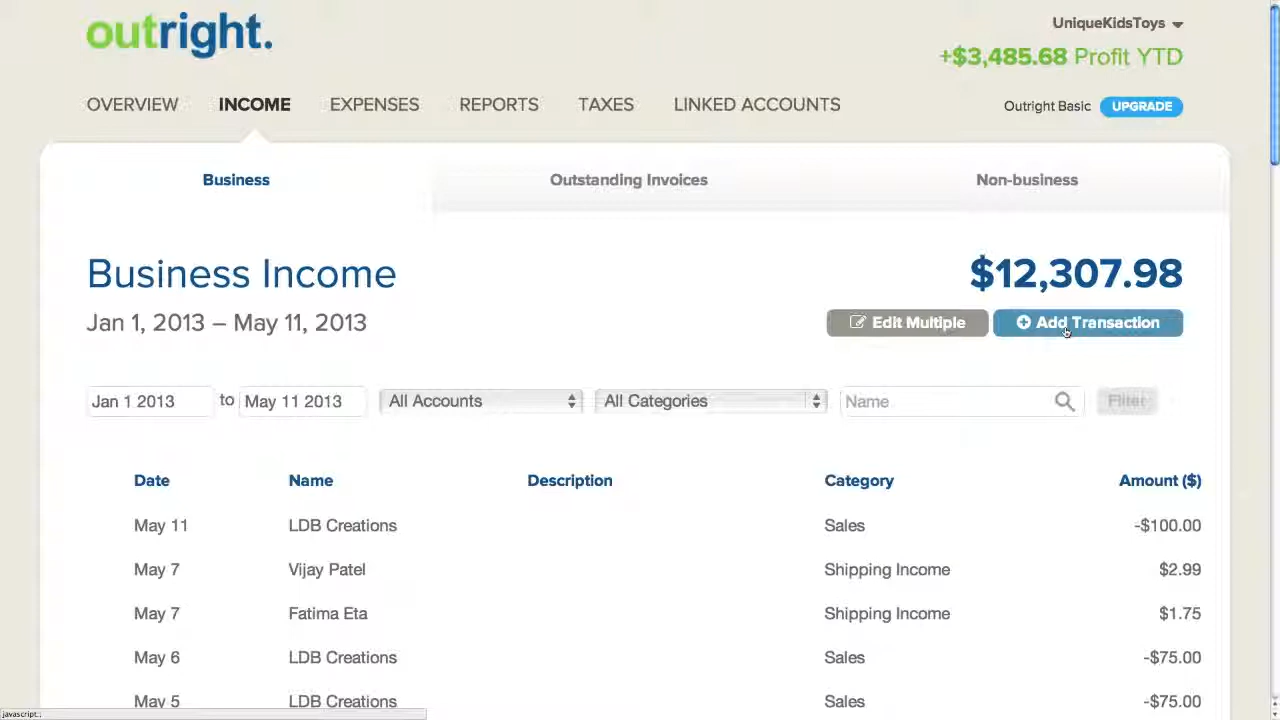 outright.
UniqueKidsToys
+$3,485.68 Profit YTD
OVERVIEW INCOME EXPENSES REPORTS TAXES LINKED ACCOUNTS
Outright Basic UPGRADE
Business Outstanding Invoices Non-business
Business Income $12,307.98
Jan 1, 2013 – May 11, 2013 Edit Multiple Add Transaction
Jan 1 2013 to May 11 2013 All Accounts All Categories Name Filter
Date Name Description Category Amount ($)
May 11 LDB Creations Sales -$100.00
May 7 Vijay Patel Shipping Income $2.99
May 7 Fatima Eta Shipping Income $1.75
May 6 LDB Creations Sales -$75.00
May 5 LDB Creations Sales -$75.00
javascript:;